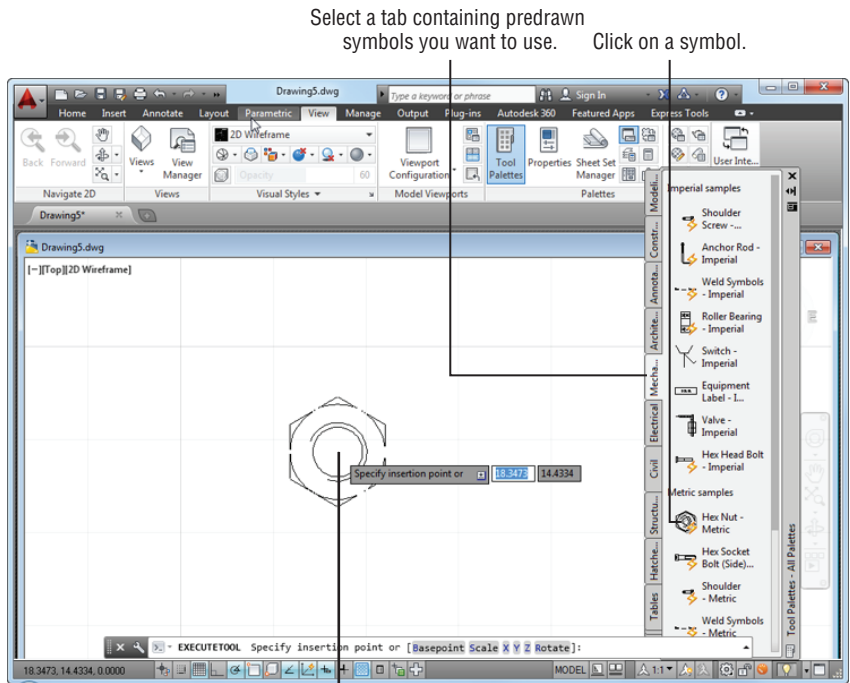 Select a tab containing predrawn
symbols you want to use.
Click on a symbol.
Drawing5.dwg
Type a keyword or phrase
Sign In
Home Insert Annotate Layout Parametric View Manage Output Plug-ins Autodesk 360 Featured Apps Express Tools
2D Wireframe
Back Forward
Views
View
Manager
Opacity 60
Viewport
Configuration
Tool
Palettes
Properties
Sheet Set
Manager
User Inte...
Navigate 2D
Views
Visual Styles
Model Viewports
Palettes
Drawing5*
Drawing5.dwg
[−][Top][2D Wireframe]
Specify insertion point or 18.3473 14.4334
Modeli...
Constr...
Annota...
Archite...
Mecha...
Electrical
Civil
Structu...
Hatche...
Tables
Imperial samples
Shoulder
Screw -...
Anchor Rod -
Imperial
Weld Symbols
- Imperial
Roller Bearing
- Imperial
Switch -
Imperial
Equipment
Label - I...
Valve -
Imperial
Hex Head Bolt
- Imperial
Metric samples
Hex Nut -
Metric
Hex Socket
Bolt (Side)...
Shoulder
- Metric
Weld Symbols
- Metric
Tool Palettes - All Palettes
EXECUTETOOL Specify insertion point or [Basepoint Scale X Y Z Rotate]:
18.3473, 14.4334, 0.0000
MODEL
1:1